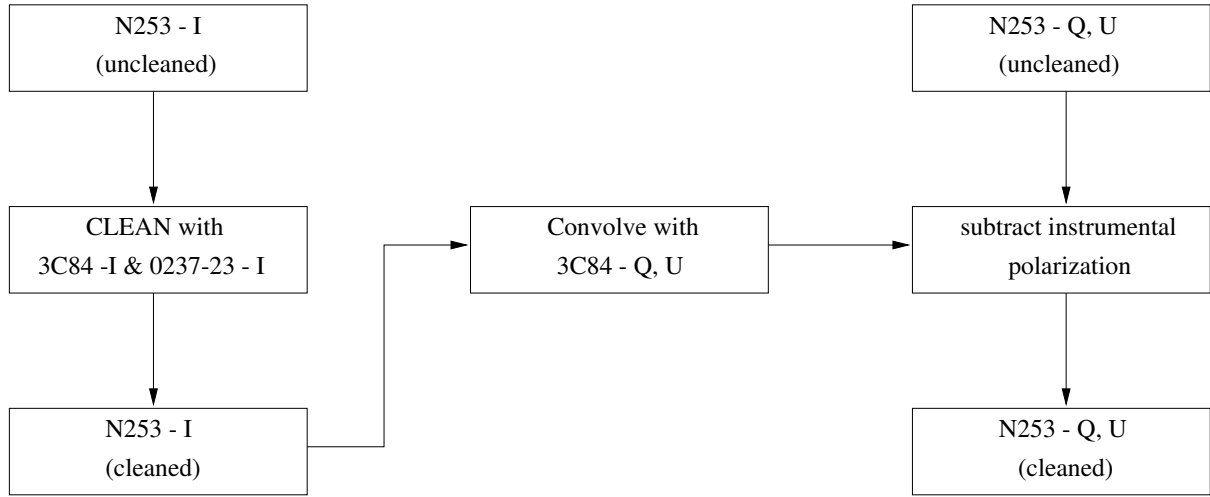 N253 - I
(uncleaned)
N253 - Q, U
(uncleaned)
CLEAN with
3C84 -I & 0237-23 - I
Convolve with
3C84 - Q, U
subtract instrumental
polarization
N253 - I
(cleaned)
N253 - Q, U
(cleaned)